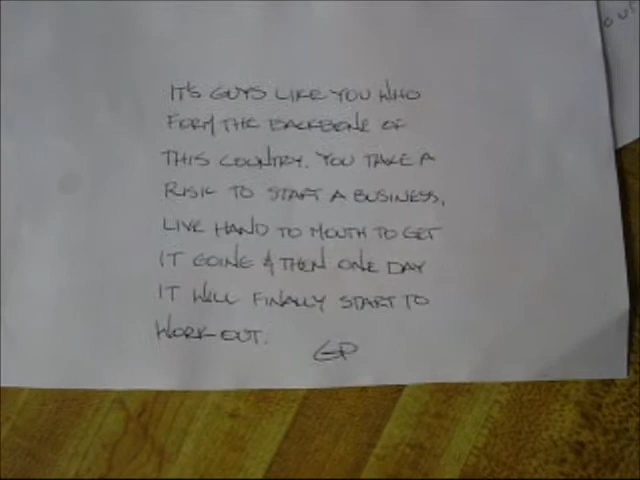 IT'S GUYS LIKE YOU WHO
FORM THE BACKBONE OF
THIS COUNTRY. YOU TAKE A
RISK TO START A BUSINESS,
LIVE HAND TO MOUTH TO GET
IT GOING & THEN ONE DAY
IT WILL FINALLY START TO
WORK OUT.
GP